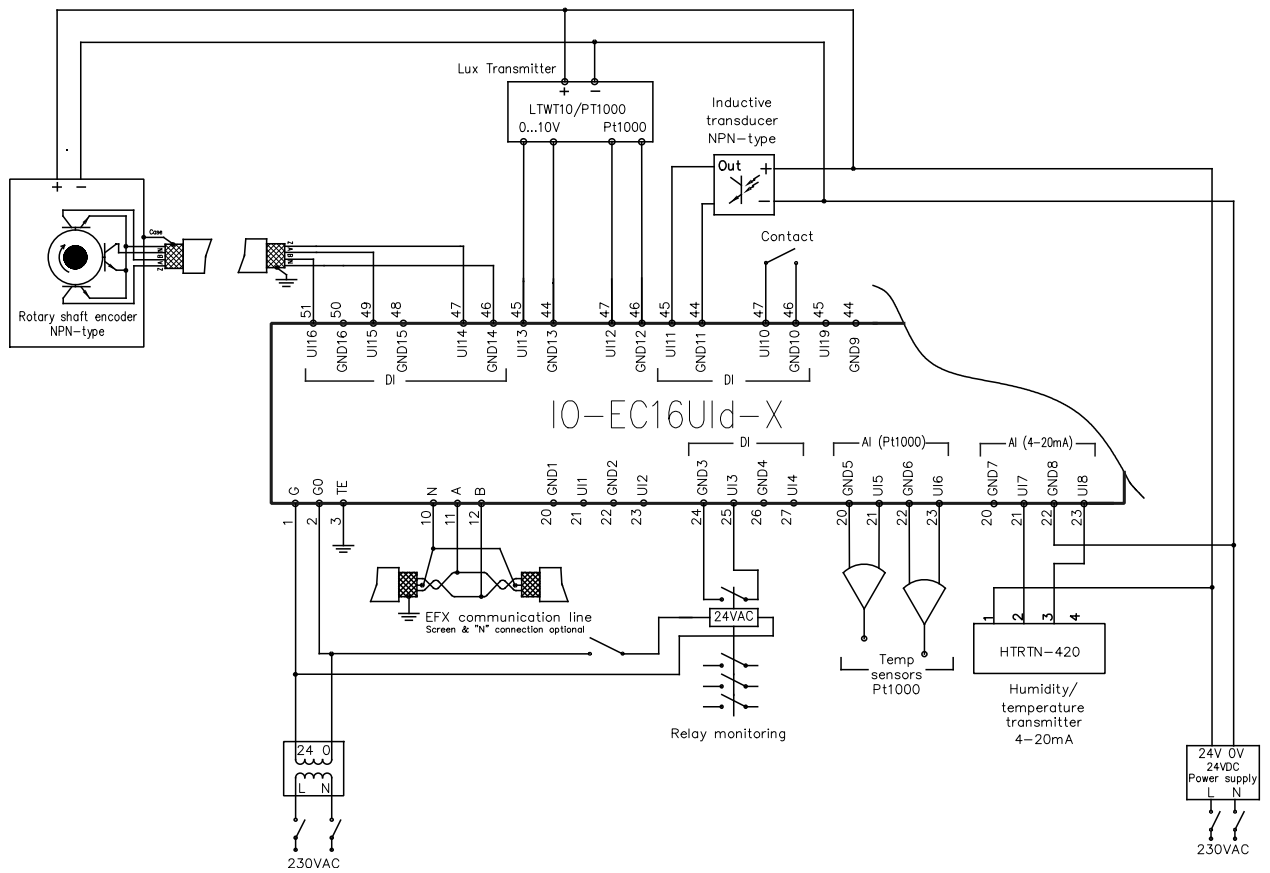 Lux Transmitter
+ −
LTWT10/PT1000
0...10V Pt1000
Inductive
transducer
NPN-type
Out +
−
Contact
+ −
Case
Z A B N
Z A B N
Rotary shaft encoder
NPN-type
51 50 49 48 47 46 45 44 47 46 45 44 47 46 45 44
UI16 GND16 UI15 GND15 UI14 GND14 UI13 GND13 UI12 GND12 UI11 GND11 UI10 GND10 UI19 GND9
DI DI
IO-EC16UId-X
DI AI (Pt1000) AI (4-20mA)
G G0 TE N A B GND1 UI1 GND2 UI2 GND3 UI3 GND4 UI4 GND5 UI5 GND6 UI6 GND7 UI7 GND8 UI8
1 2 3 10 11 12 20 21 22 23 24 25 26 27 20 21 22 23 20 21 22 23
EFX communication line
Screen & "N" connection optional
24VAC
1 2 3 4
HTRTN-420
Temp
sensors
Pt1000
Humidity/
temperature
transmitter
4-20mA
Relay monitoring
24 0
L N
230VAC
24V 0V
24VDC
Power supply
L N
230VAC